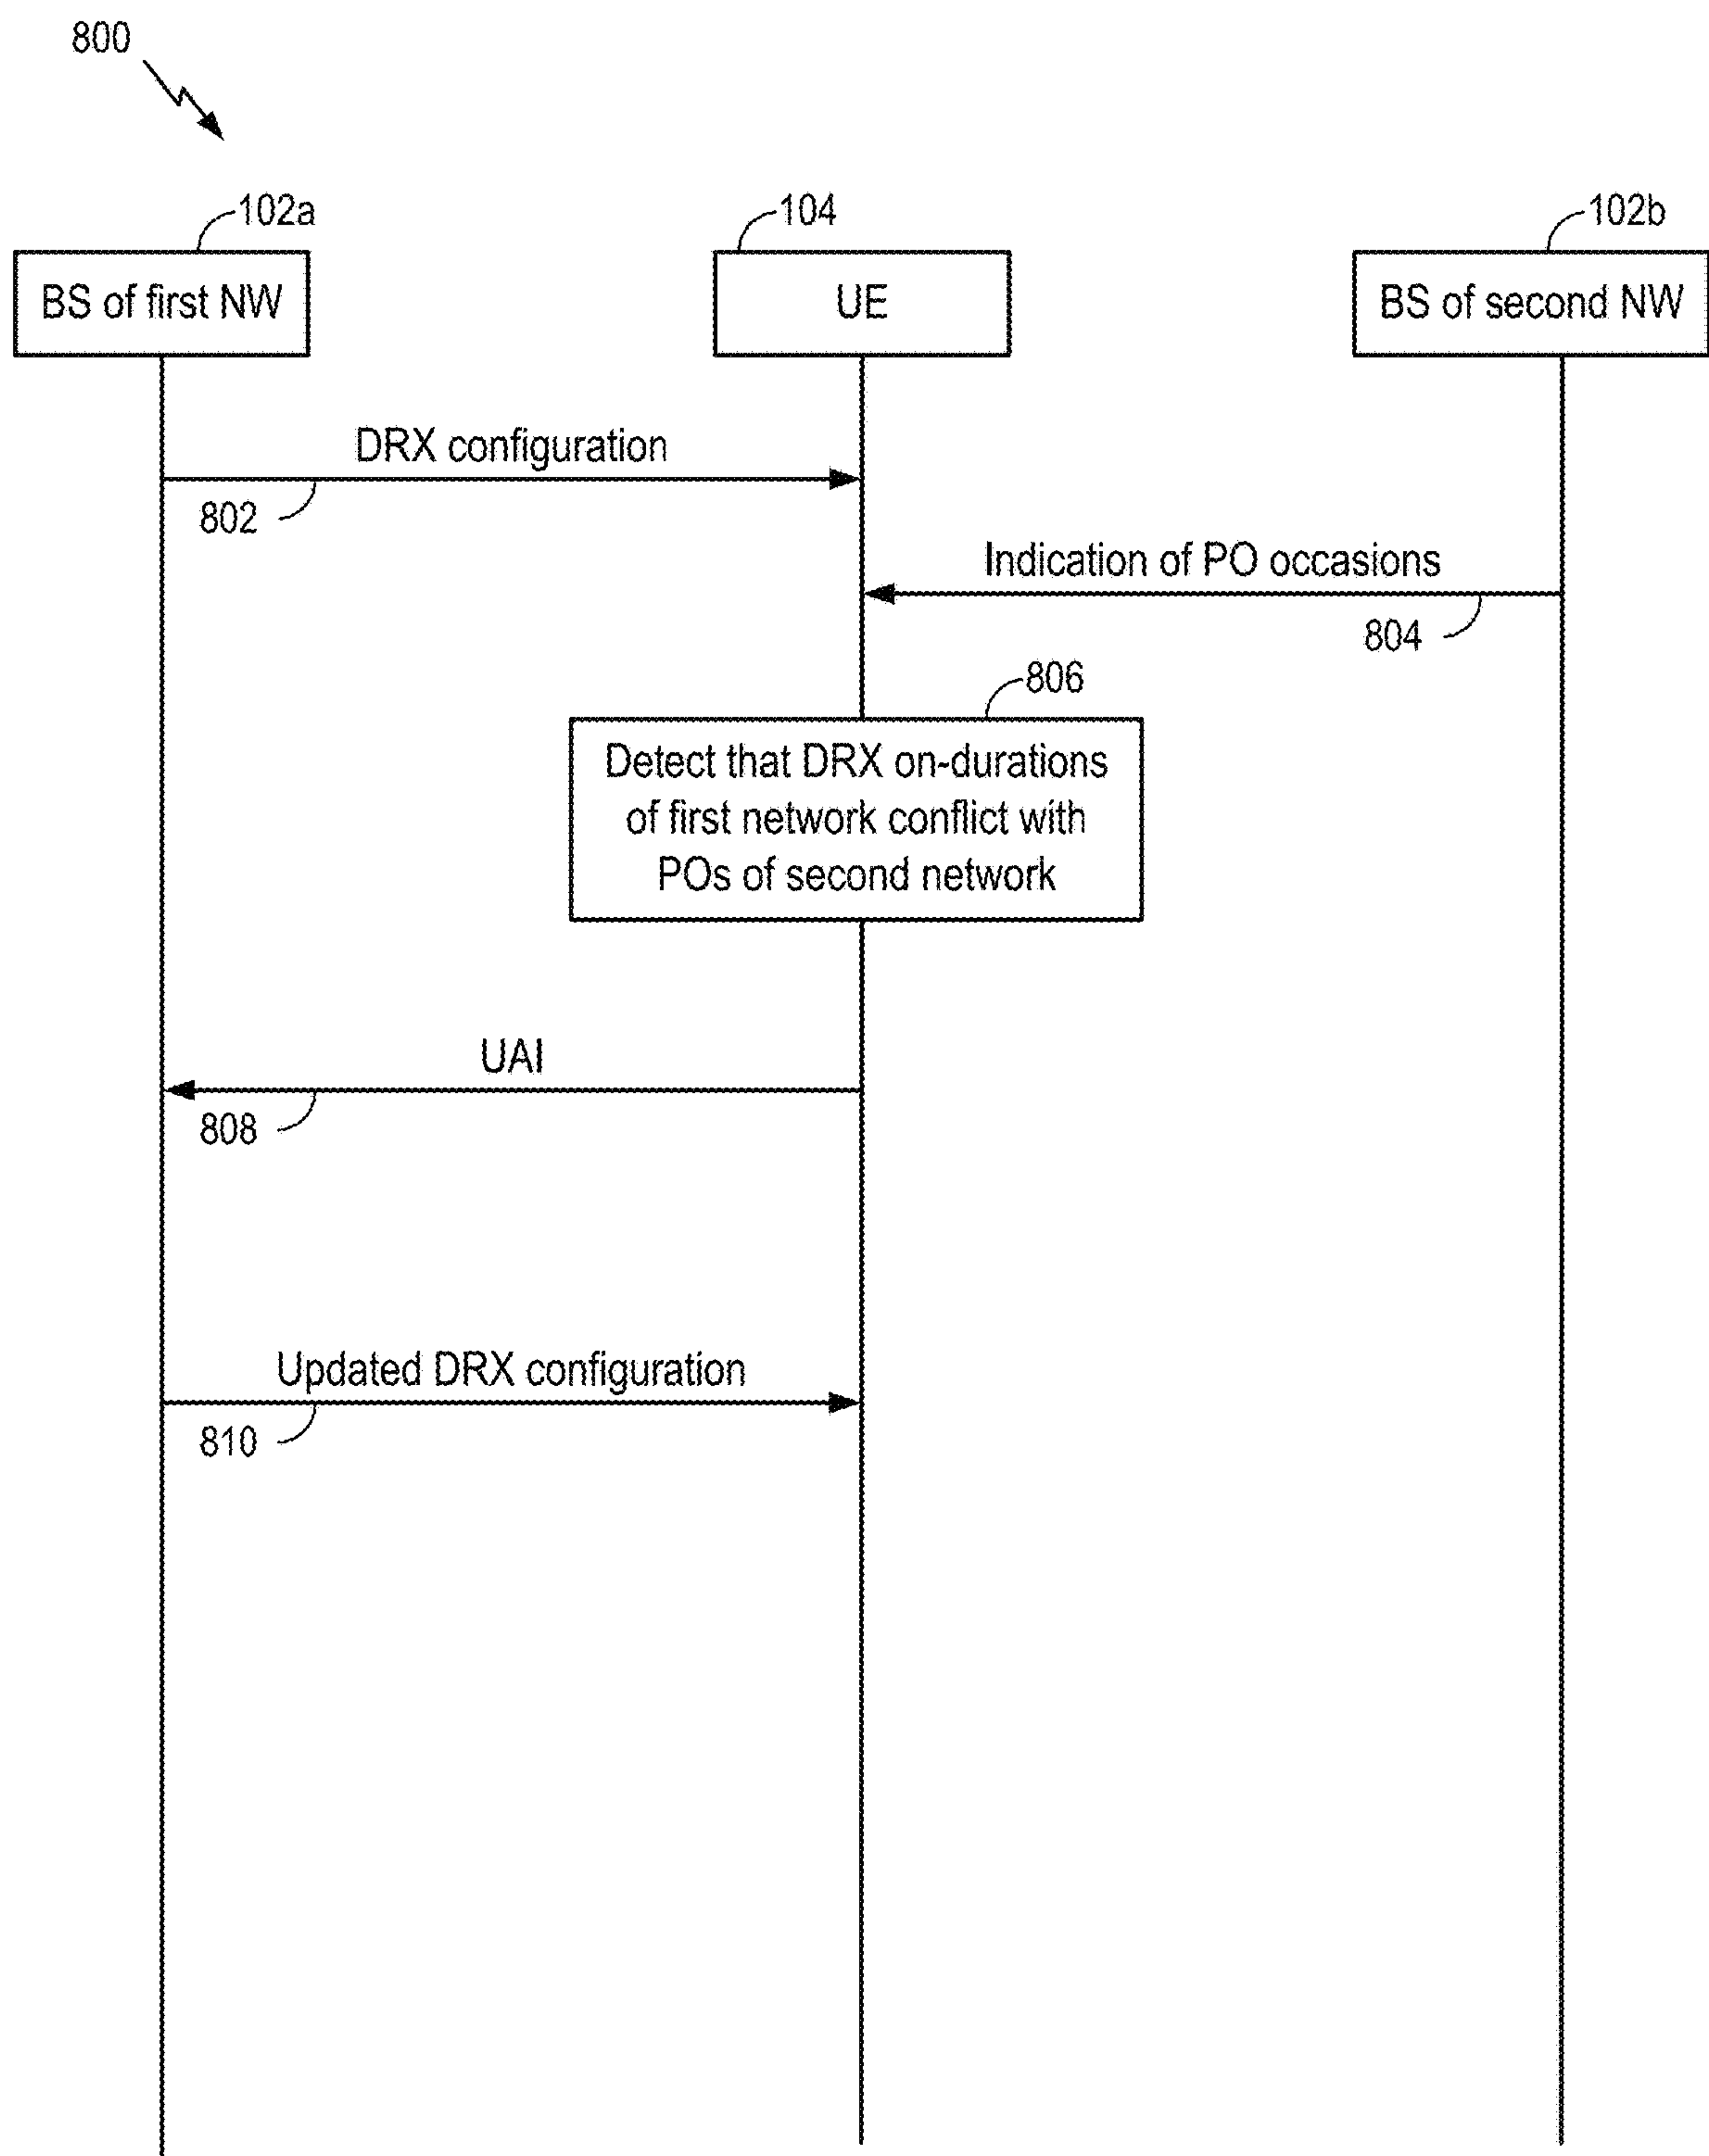 800
102a
104
102b
BS of first NW
UE
BS of second NW
DRX configuration
802
Indication of PO occasions
804
806
Detect that DRX on-durations
of first network conflict with
POs of second network
UAI
808
Updated DRX configuration
810